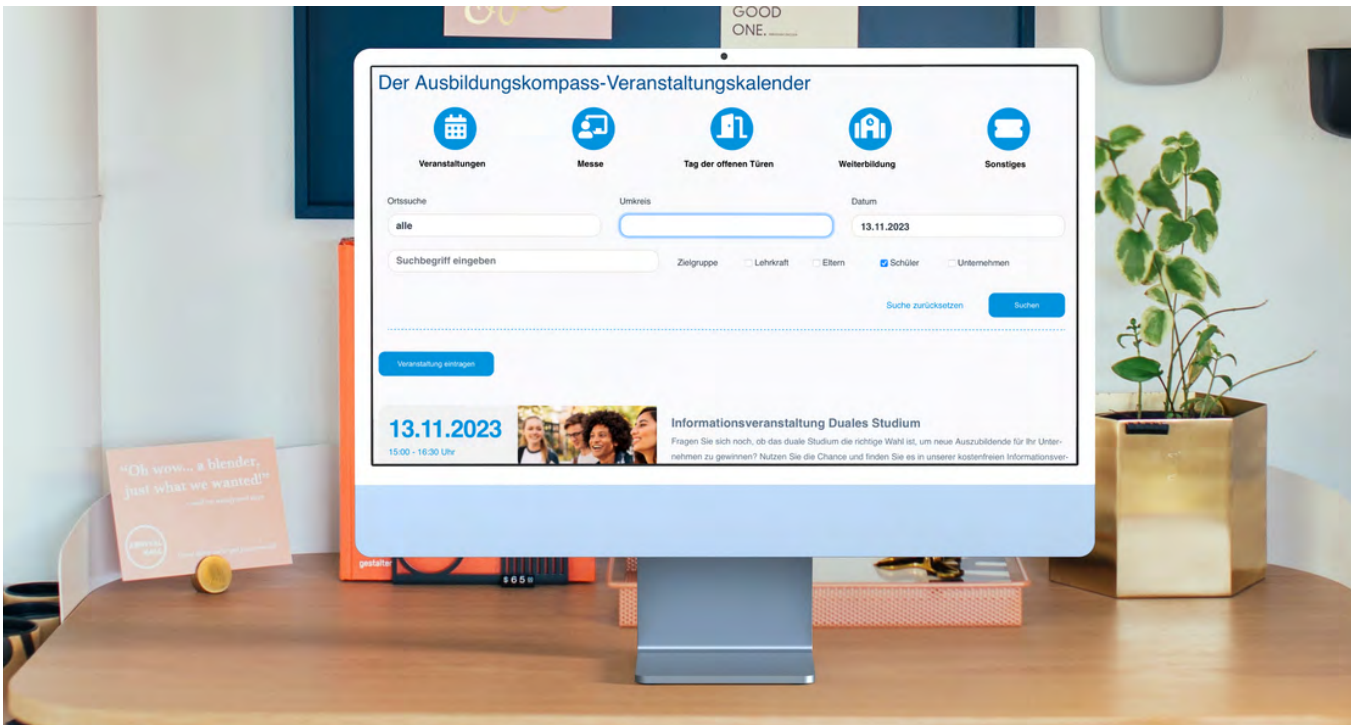 GOOD
ONE.
Der Ausbildungskompass-Veranstaltungskalender
Veranstaltungen
Messe
Tag der offenen Türen
Weiterbildung
Sonstiges
Ortssuche
Umkreis
Datum
alle
13.11.2023
Suchbegriff eingeben
Zielgruppe
Lehrkraft
Eltern
Schüler
Unternehmen
Suche zurücksetzen
Suchen
Veranstaltung eintragen
13.11.2023
15:00 - 16:30 Uhr
Informationsveranstaltung Duales Studium
Fragen Sie sich noch, ob das duale Studium die richtige Wahl ist, um neue Auszubildende für Ihr Unter-
nehmen zu gewinnen? Nutzen Sie die Chance und finden Sie es in unserer kostenfreien Informationsver-
"Oh wow... a blender,
just what we wanted!"
gestalten
$65